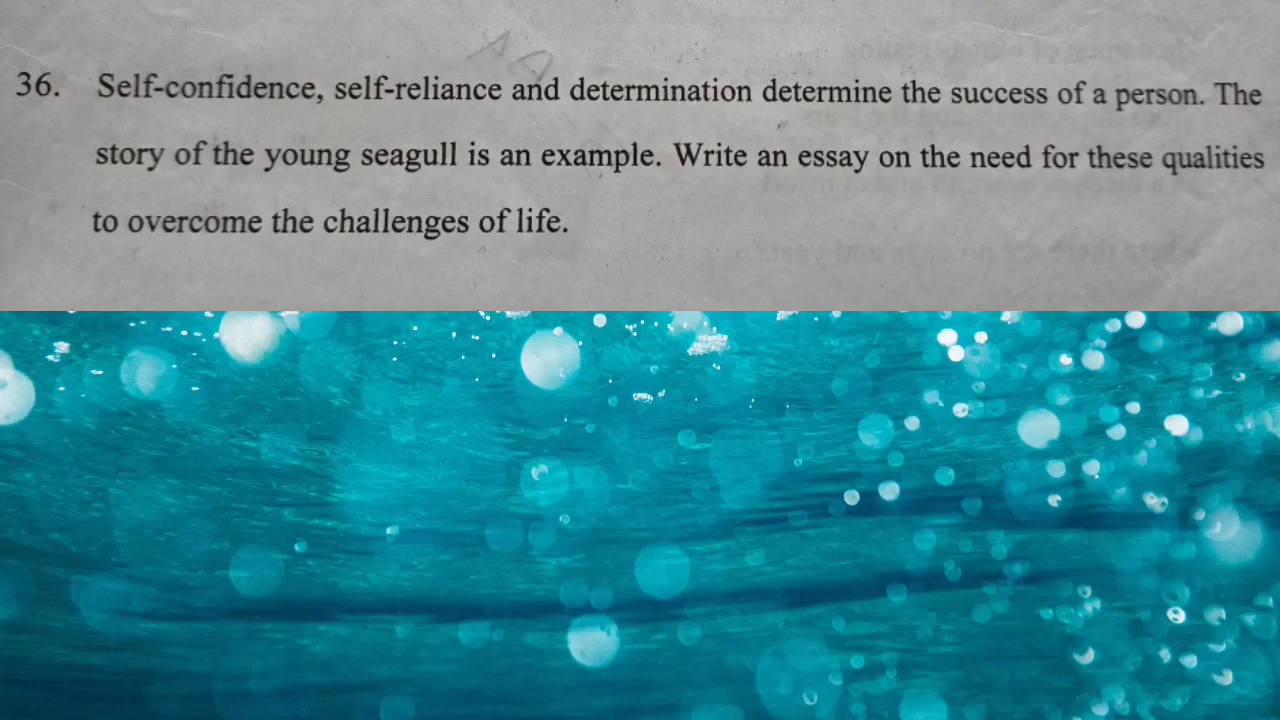 36. Self-confidence, self-reliance and determination determine the success of a person. The
story of the young seagull is an example. Write an essay on the need for these qualities
to overcome the challenges of life.